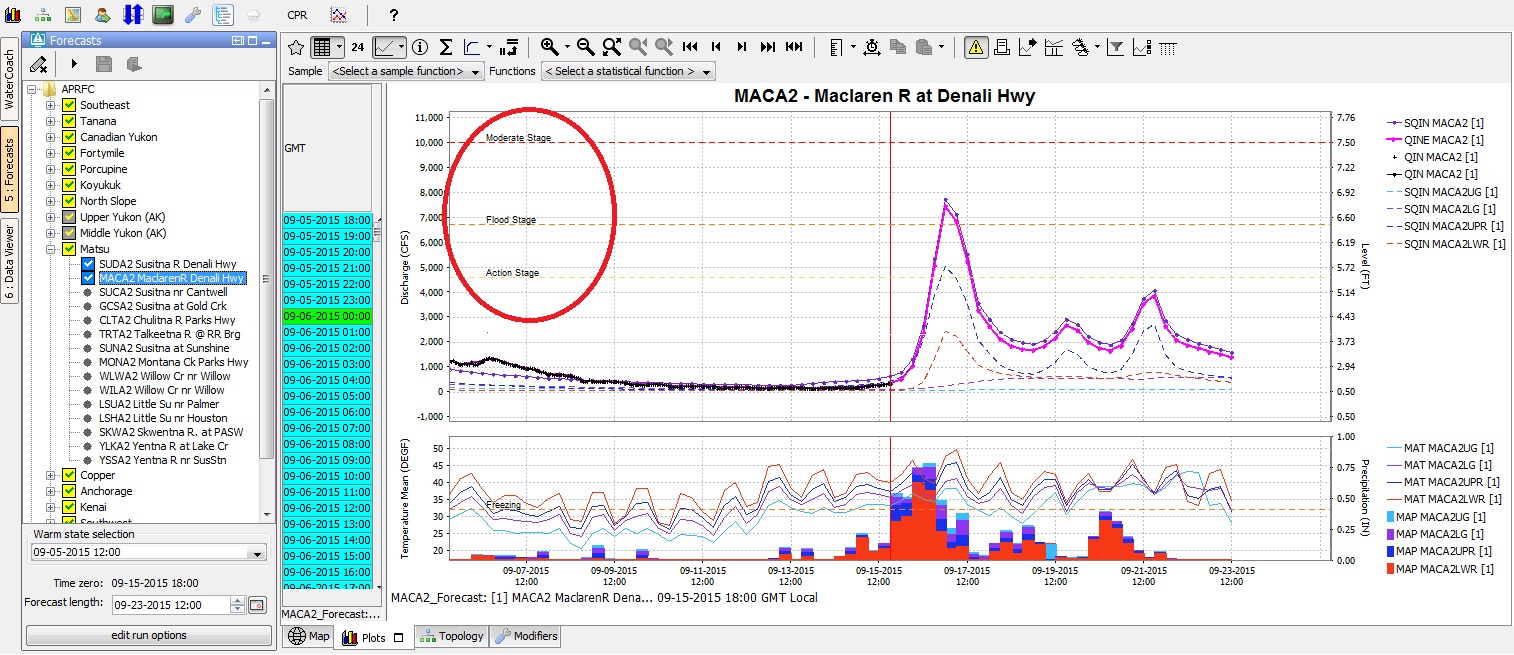 CPR
?
WaterCoach
5 : Forecasts
6 : Data Viewer
Forecasts
APRFC
Southeast
Tanana
Canadian Yukon
Fortymile
Porcupine
Koyukuk
North Slope
Upper Yukon (AK)
Middle Yukon (AK)
Matsu
SUDA2 Susitna R Denali Hwy
MACA2 MaclarenR Denali Hwy
SUCA2 Susitna nr Cantwell
GCSA2 Susitna at Gold Crk
CLTA2 Chulitna R Parks Hwy
TRTA2 Talkeetna R @ RR Brg
SUNA2 Susitna at Sunshine
MONA2 Montana Ck Parks Hwy
WLWA2 Willow Cr nr Willow
WILA2 Willow Cr nr Willow
LSUA2 Little Su nr Palmer
LSHA2 Little Su nr Houston
SKWA2 Skwentna R. at PASW
YLKA2 Yentna R at Lake Cr
YSSA2 Yentna R nr SusStn
Copper
Anchorage
Kenai
Southwest
Warm state selection
09-05-2015 12:00
Time zero: 09-15-2015 18:00
Forecast length: 09-23-2015 12:00
edit run options
24
Sample <Select a sample function> Functions < Select a statistical function >
GMT
09-05-2015 18:00
09-05-2015 19:00
09-05-2015 20:00
09-05-2015 21:00
09-05-2015 22:00
09-05-2015 23:00
09-06-2015 00:00
09-06-2015 01:00
09-06-2015 02:00
09-06-2015 03:00
09-06-2015 04:00
09-06-2015 05:00
09-06-2015 06:00
09-06-2015 07:00
09-06-2015 08:00
09-06-2015 09:00
09-06-2015 10:00
09-06-2015 11:00
09-06-2015 12:00
09-06-2015 13:00
09-06-2015 14:00
09-06-2015 15:00
09-06-2015 16:00
09-06-2015 17:00
MACA2_Forecast:...
MACA2 - Maclaren R at Denali Hwy
Discharge (CFS)
11,000
10,000
9,000
8,000
7,000
6,000
5,000
4,000
3,000
2,000
1,000
0
-1,000
Moderate Stage
Flood Stage
Action Stage
7.76
7.50
7.22
6.92
6.60
6.19
5.72
5.14
4.43
3.73
2.94
0.50
0.50
Level (FT)
SQIN MACA2 [1]
QINE MACA2 [1]
QIN MACA2 [1]
QIN MACA2 [1]
SQIN MACA2UG [1]
SQIN MACA2LG [1]
SQIN MACA2UPR [1]
SQIN MACA2LWR [1]
Temperature Mean (DEGF)
50
45
40
35
30
25
20
Freezing
1.00
0.75
0.50
0.25
0.00
Precipitaion (IN)
MAT MACA2UG [1]
MAT MACA2LG [1]
MAT MACA2UPR [1]
MAT MACA2LWR [1]
MAP MACA2UG [1]
MAP MACA2LG [1]
MAP MACA2UPR [1]
MAP MACA2LWR [1]
09-07-2015 09-09-2015 09-11-2015 09-13-2015 09-15-2015 09-17-2015 09-19-2015 09-21-2015 09-23-2015
12:00 12:00 12:00 12:00 12:00 12:00 12:00 12:00 12:00
MACA2_Forecast: [1] MACA2 MaclarenR Dena... 09-15-2015 18:00 GMT Local
Map Plots Topology Modifiers